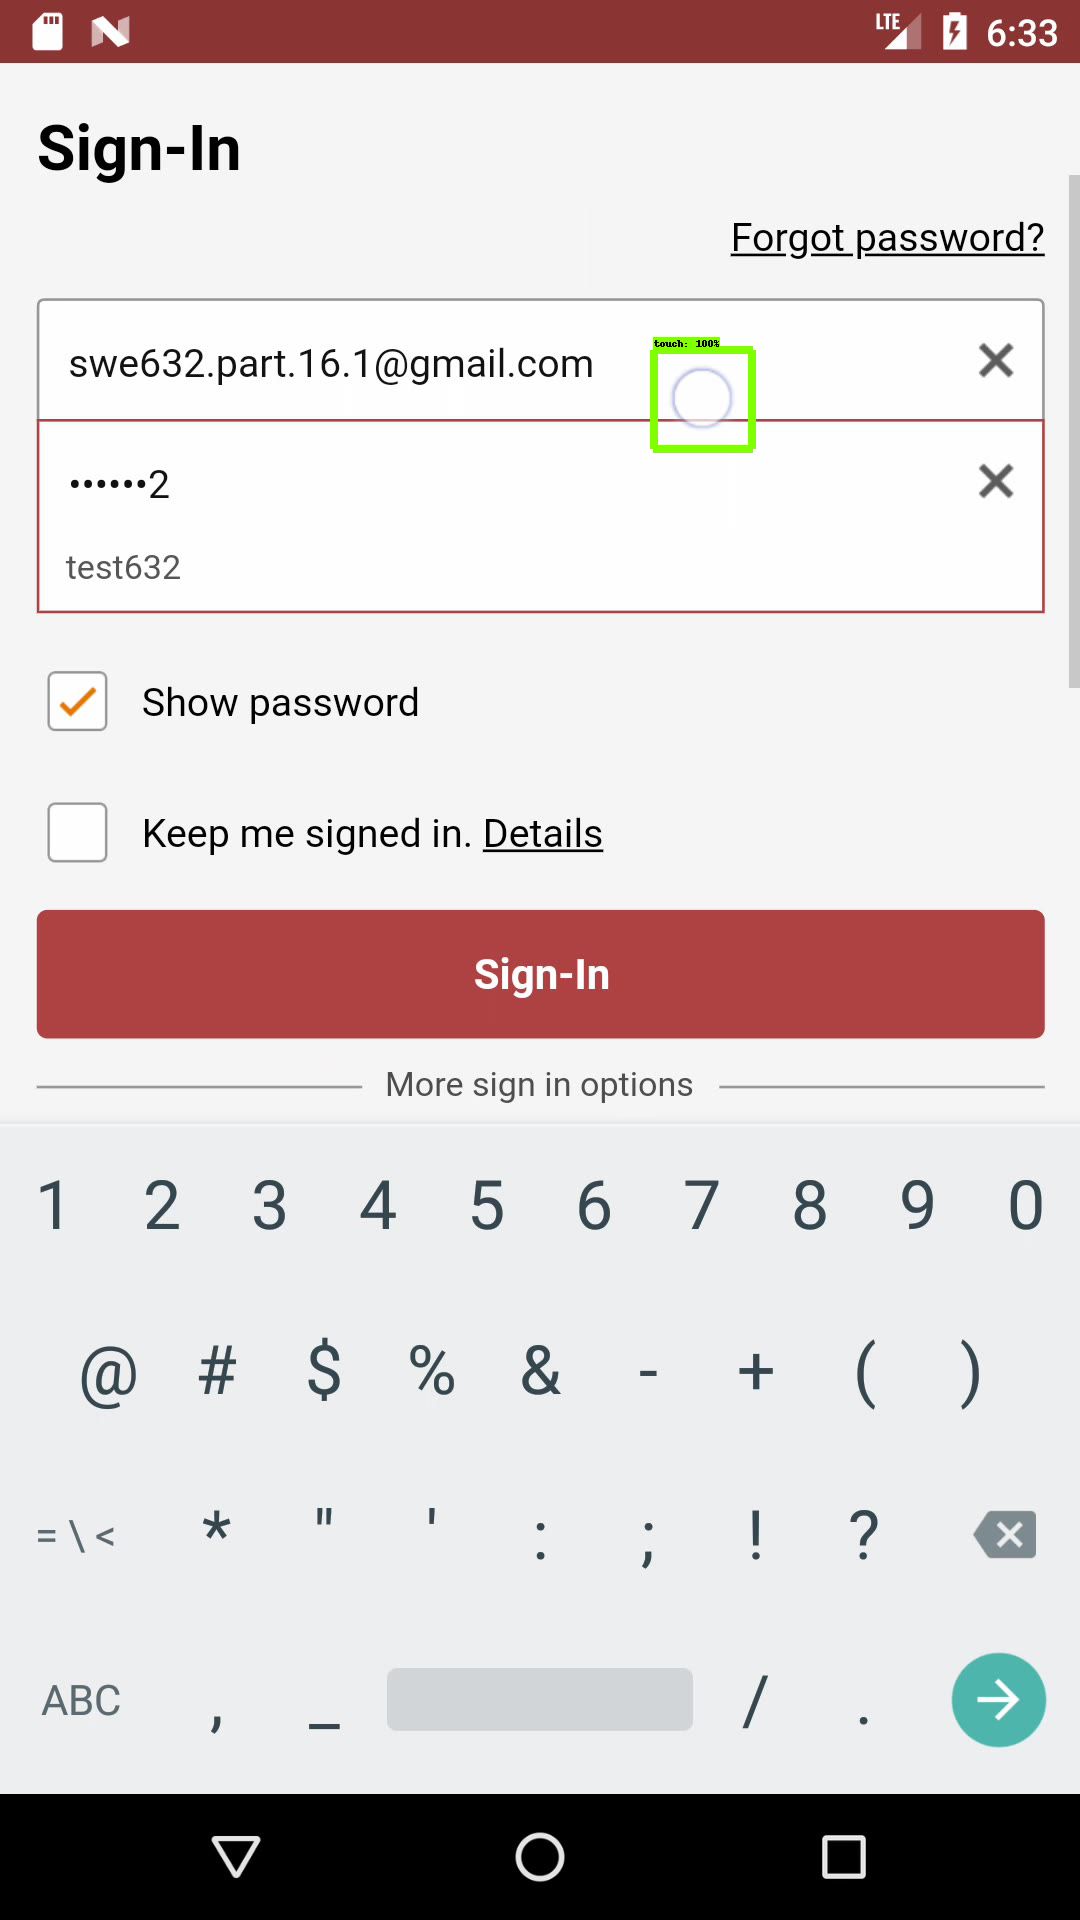 LTE 6:33
Sign-In
Forgot password?
touch: 100%
swe632.part.16.1@gmail.com
••••••2
test632
Show password
Keep me signed in. Details
Sign-In
More sign in options
1 2 3 4 5 6 7 8 9 0
@ # $ % & - + ( )
= \ < * " ' : ; ! ?
ABC , _ / .